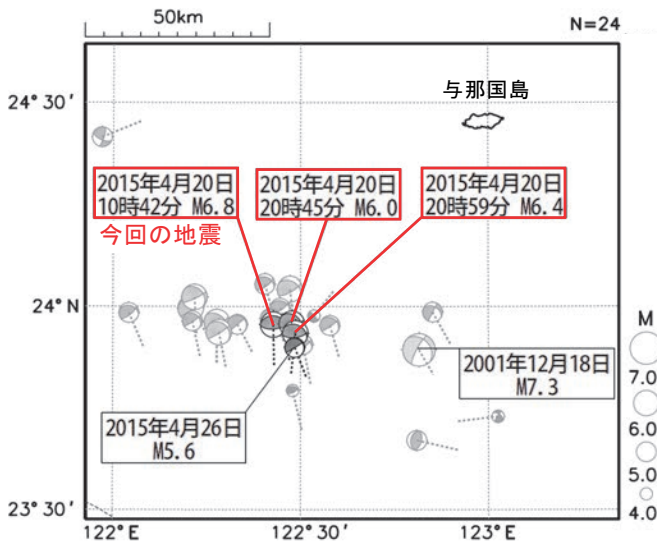 50km
N=24
24°30′
与那国島
2015年4月20日
10時42分 M6.8
今回の地震
2015年4月20日
20時45分 M6.0
2015年4月20日
20時59分 M6.4
24°N
2001年12月18日
M7.3
2015年4月26日
M5.6
M
7.0
6.0
5.0
4.0
23°30′
122°E
122°30′
123°E